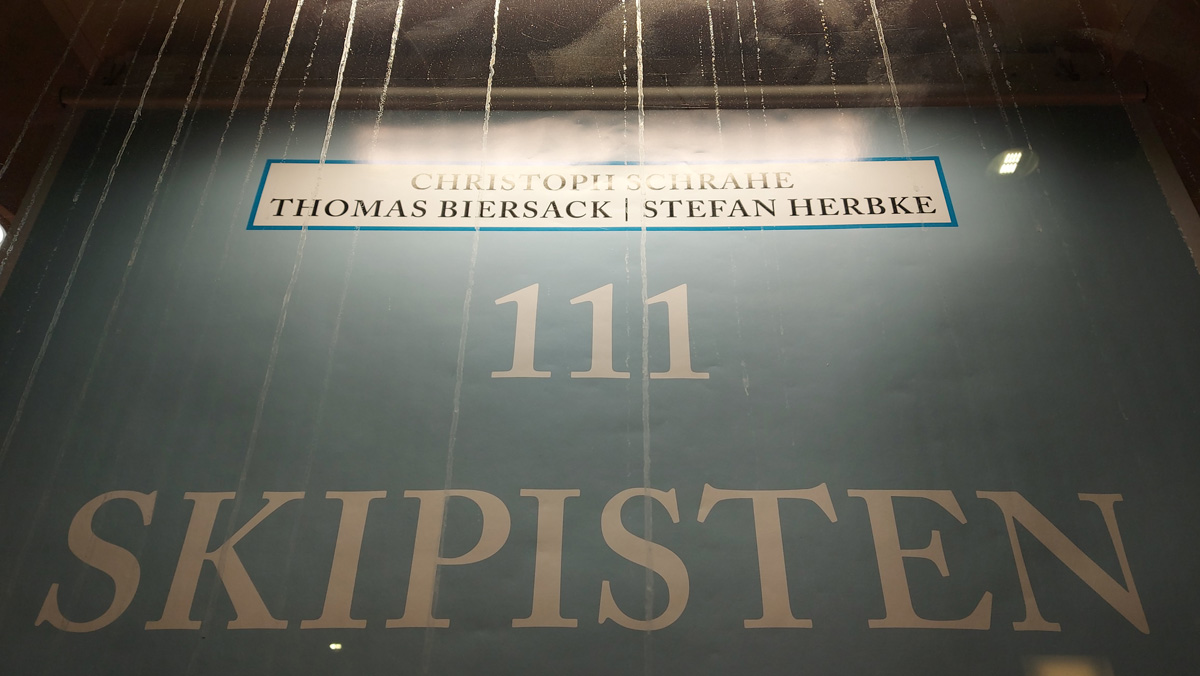 CHRISTOPH SCHRAHE
THOMAS BIERSACK | STEFAN HERBKE
111
SKIPISTEN